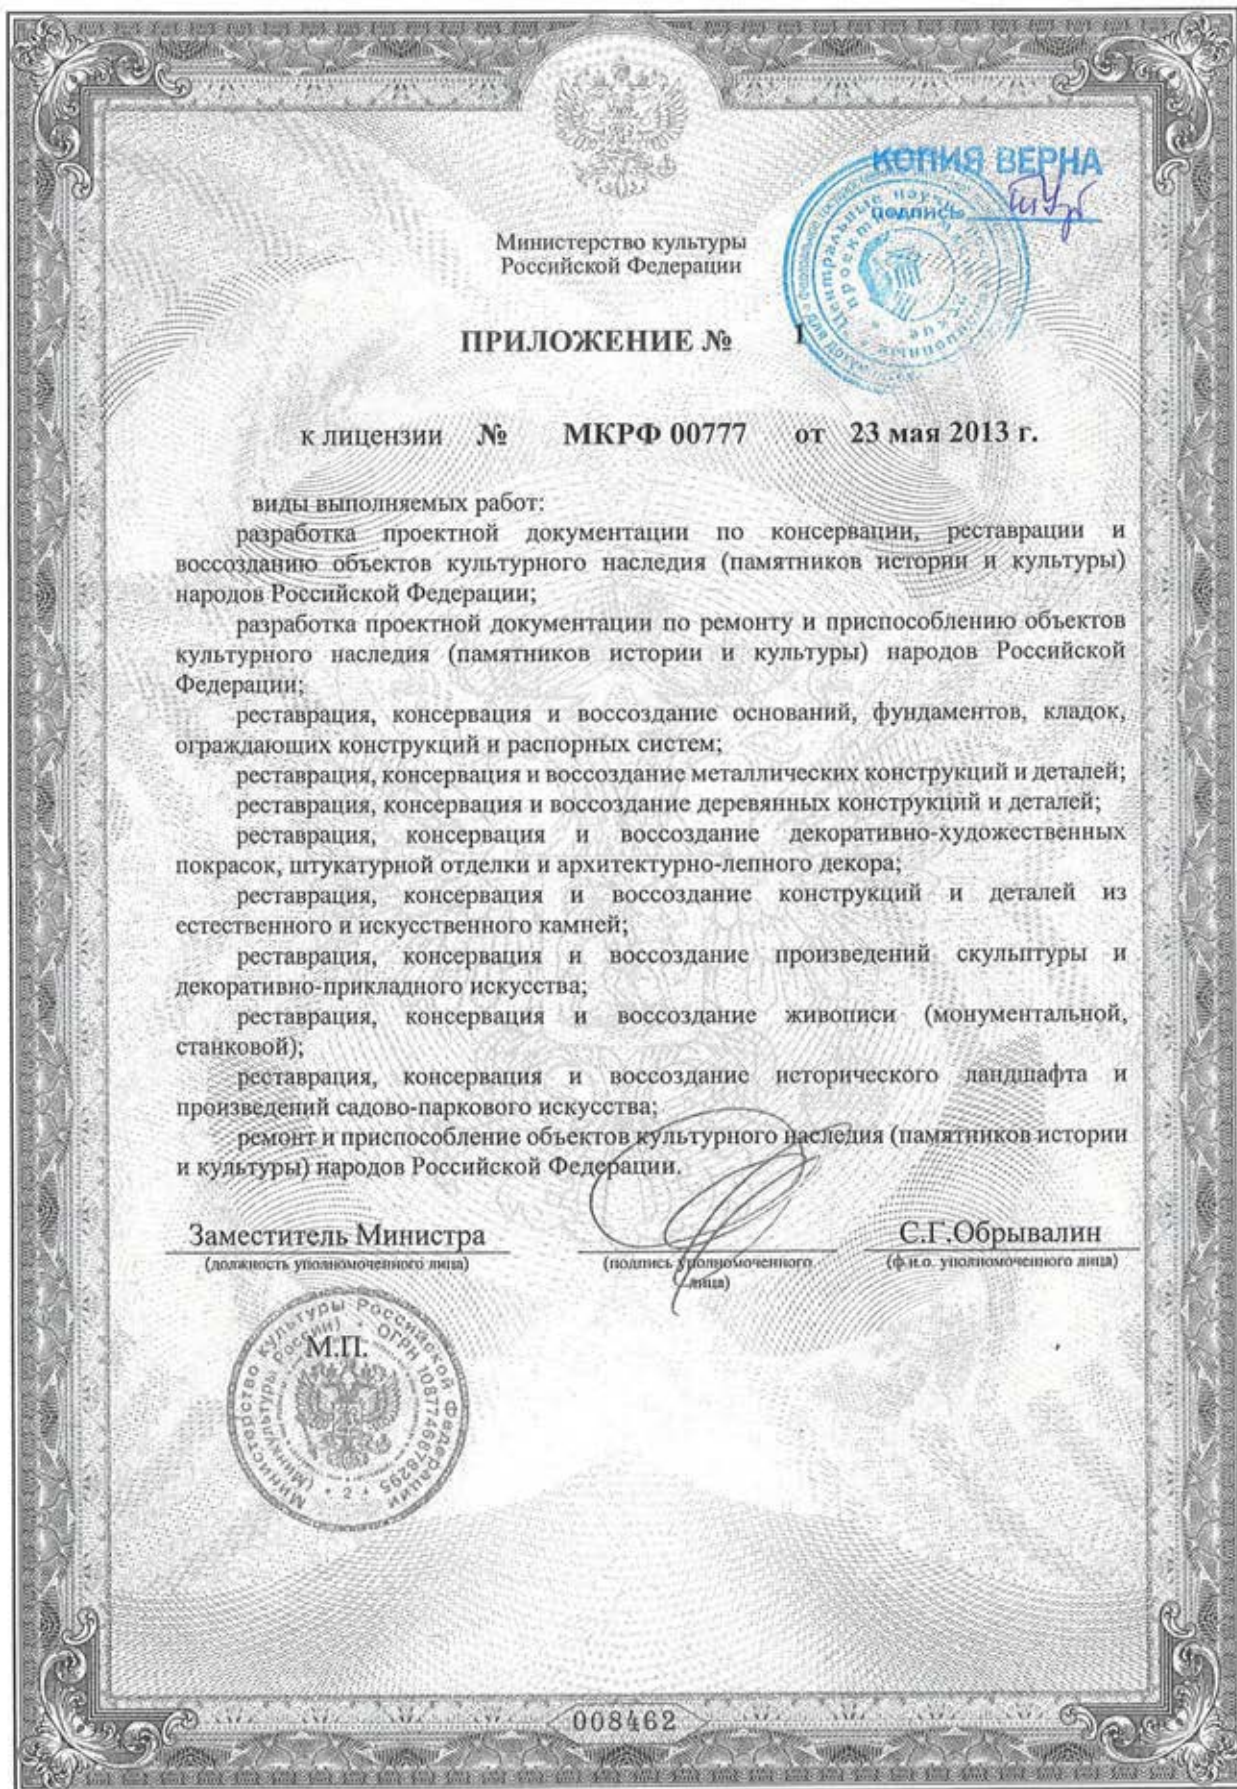 КОПИЯ ВЕРНА
подпись
Министерство культуры
Российской Федерации
ПРИЛОЖЕНИЕ № 1
к лицензии № МКРФ 00777 от 23 мая 2013 г.
виды выполняемых работ:
разработка проектной документации по консервации, реставрации и
воссозданию объектов культурного наследия (памятников истории и культуры)
народов Российской Федерации;
разработка проектной документации по ремонту и приспособлению объектов
культурного наследия (памятников истории и культуры) народов Российской
Федерации;
реставрация, консервация и воссоздание оснований, фундаментов, кладок,
ограждающих конструкций и распорных систем;
реставрация, консервация и воссоздание металлических конструкций и деталей;
реставрация, консервация и воссоздание деревянных конструкций и деталей;
реставрация, консервация и воссоздание декоративно-художественных
покрасок, штукатурной отделки и архитектурно-лепного декора;
реставрация, консервация и воссоздание конструкций и деталей из
естественного и искусственного камней;
реставрация, консервация и воссоздание произведений скульптуры и
декоративно-прикладного искусства;
реставрация, консервация и воссоздание живописи (монументальной,
станковой);
реставрация, консервация и воссоздание исторического ландшафта и
произведений садово-паркового искусства;
ремонт и приспособление объектов культурного наследия (памятников истории
и культуры) народов Российской Федерации.
Заместитель Министра
С.Г.Обрывалин
(должность уполномоченного лица)
(подпись уполномоченного
лица)
(ф.и.о. уполномоченного лица)
М.П.
Министерство культуры Российской Федерации
(Минкультуры России) * ОГРН 1087746878295
* 2 *
008462